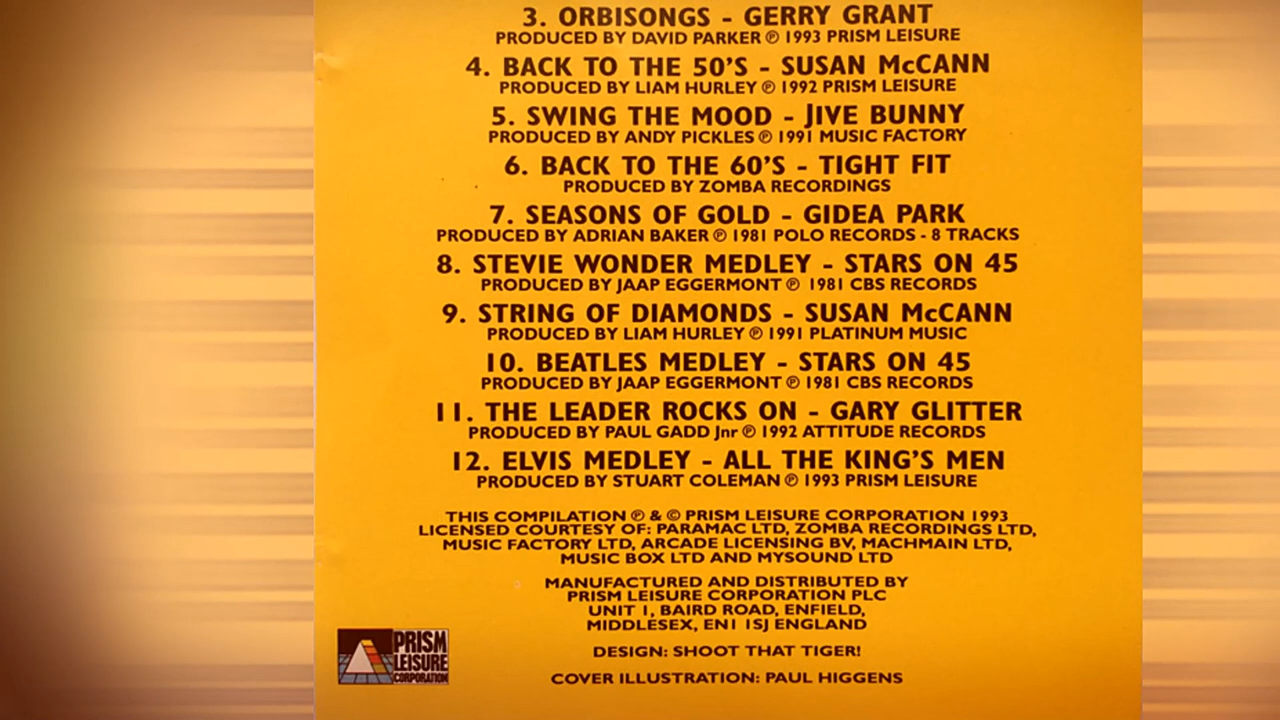 3. ORBISONGS - GERRY GRANT
PRODUCED BY DAVID PARKER ℗ 1993 PRISM LEISURE
4. BACK TO THE 50'S - SUSAN McCANN
PRODUCED BY LIAM HURLEY ℗ 1992 PRISM LEISURE
5. SWING THE MOOD - JIVE BUNNY
PRODUCED BY ANDY PICKLES ℗ 1991 MUSIC FACTORY
6. BACK TO THE 60'S - TIGHT FIT
PRODUCED BY ZOMBA RECORDINGS
7. SEASONS OF GOLD - GIDEA PARK
PRODUCED BY ADRIAN BAKER ℗ 1981 POLO RECORDS - 8 TRACKS
8. STEVIE WONDER MEDLEY - STARS ON 45
PRODUCED BY JAAP EGGERMONT ℗ 1981 CBS RECORDS
9. STRING OF DIAMONDS - SUSAN McCANN
PRODUCED BY LIAM HURLEY ℗ 1991 PLATINUM MUSIC
10. BEATLES MEDLEY - STARS ON 45
PRODUCED BY JAAP EGGERMONT ℗ 1981 CBS RECORDS
11. THE LEADER ROCKS ON - GARY GLITTER
PRODUCED BY PAUL GADD Jnr ℗ 1992 ATTITUDE RECORDS
12. ELVIS MEDLEY - ALL THE KING'S MEN
PRODUCED BY STUART COLEMAN ℗ 1993 PRISM LEISURE
THIS COMPILATION ℗ & © PRISM LEISURE CORPORATION 1993
LICENSED COURTESY OF: PARAMAC LTD, ZOMBA RECORDINGS LTD,
MUSIC FACTORY LTD, ARCADE LICENSING BV, MACHMAIN LTD,
MUSIC BOX LTD AND MYSOUND LTD
MANUFACTURED AND DISTRIBUTED BY
PRISM LEISURE CORPORATION PLC
UNIT 1, BAIRD ROAD, ENFIELD,
MIDDLESEX, EN1 1SJ ENGLAND
DESIGN: SHOOT THAT TIGER!
COVER ILLUSTRATION: PAUL HIGGENS
PRISM
LEISURE
CORPORATION